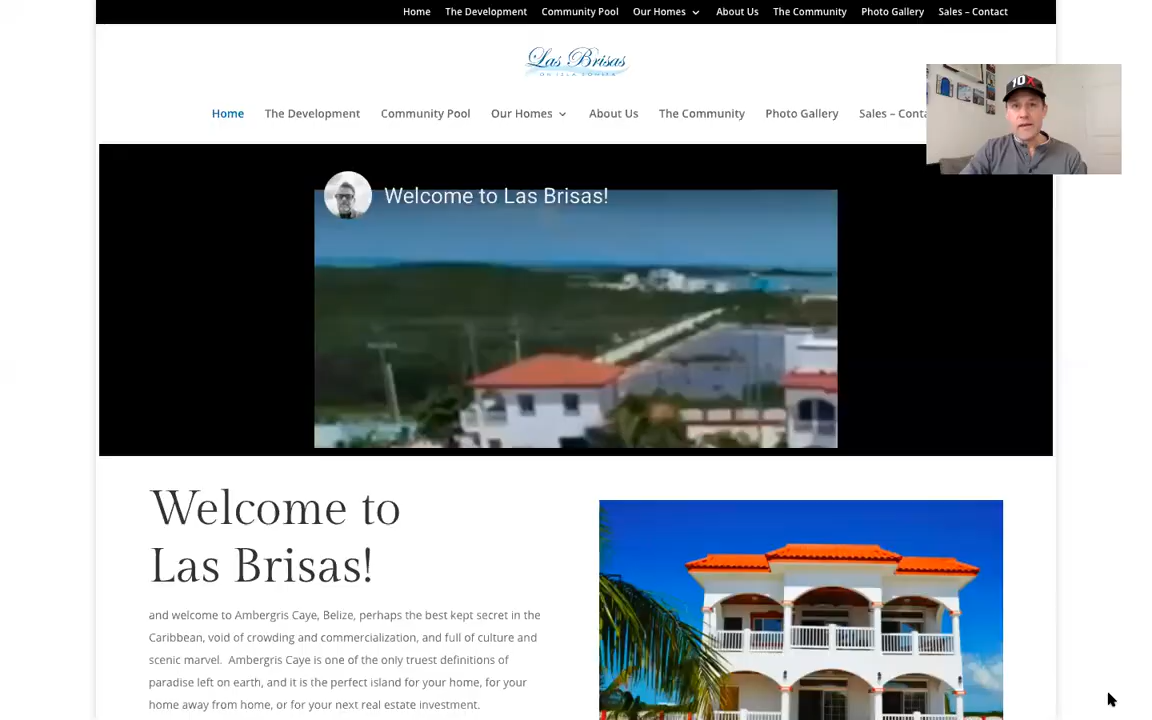 Home The Development Community Pool Our Homes About Us The Community Photo Gallery Sales – Contact
Las Brisas
ON ISLA BONITA
Home The Development Community Pool Our Homes About Us The Community Photo Gallery Sales – Conta
10X
Welcome to Las Brisas!
Welcome to
Las Brisas!
and welcome to Ambergris Caye, Belize, perhaps the best kept secret in the
Caribbean, void of crowding and commercialization, and full of culture and
scenic marvel. Ambergris Caye is one of the only truest definitions of
paradise left on earth, and it is the perfect island for your home, for your
home away from home, or for your next real estate investment.